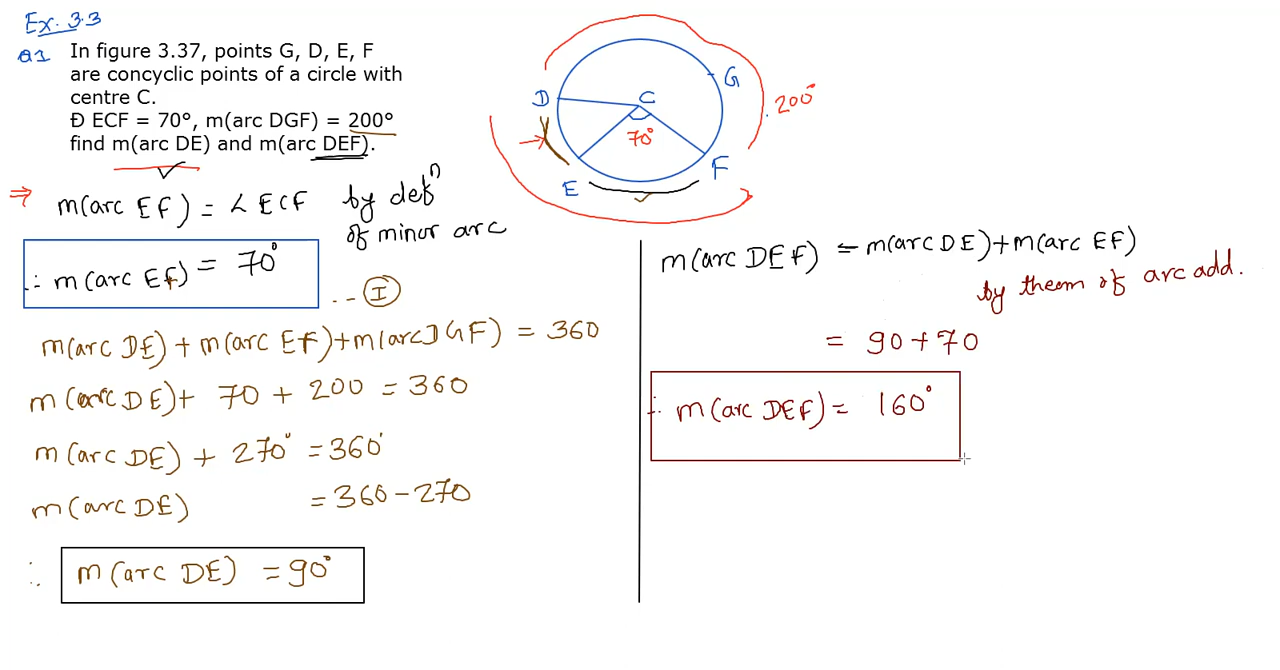 Ex. 3.3
Q1 In figure 3.37, points G, D, E, F
are concyclic points of a circle with
centre C.
Đ ECF = 70°, m(arc DGF) = 200°
find m(arc DE) and m(arc DEF).
D
C
G
70°
200°
E
F
⇒ m(arc EF) = ∠ ECF by defⁿ
of minor arc
∴ m(arc EF) = 70°
-- I
m(arc DE) + m(arc EF) + m(arc DGF) = 360
m(arc DE) + 70 + 200 = 360
m(arc DE) + 270° = 360°
m(arc DE) = 360 - 270
∴ m(arc DE) = 90°
m(arc DEF) = m(arc DE) + m(arc EF)
by theom of arc add.
= 90 + 70
∴ m(arc DEF) = 160°